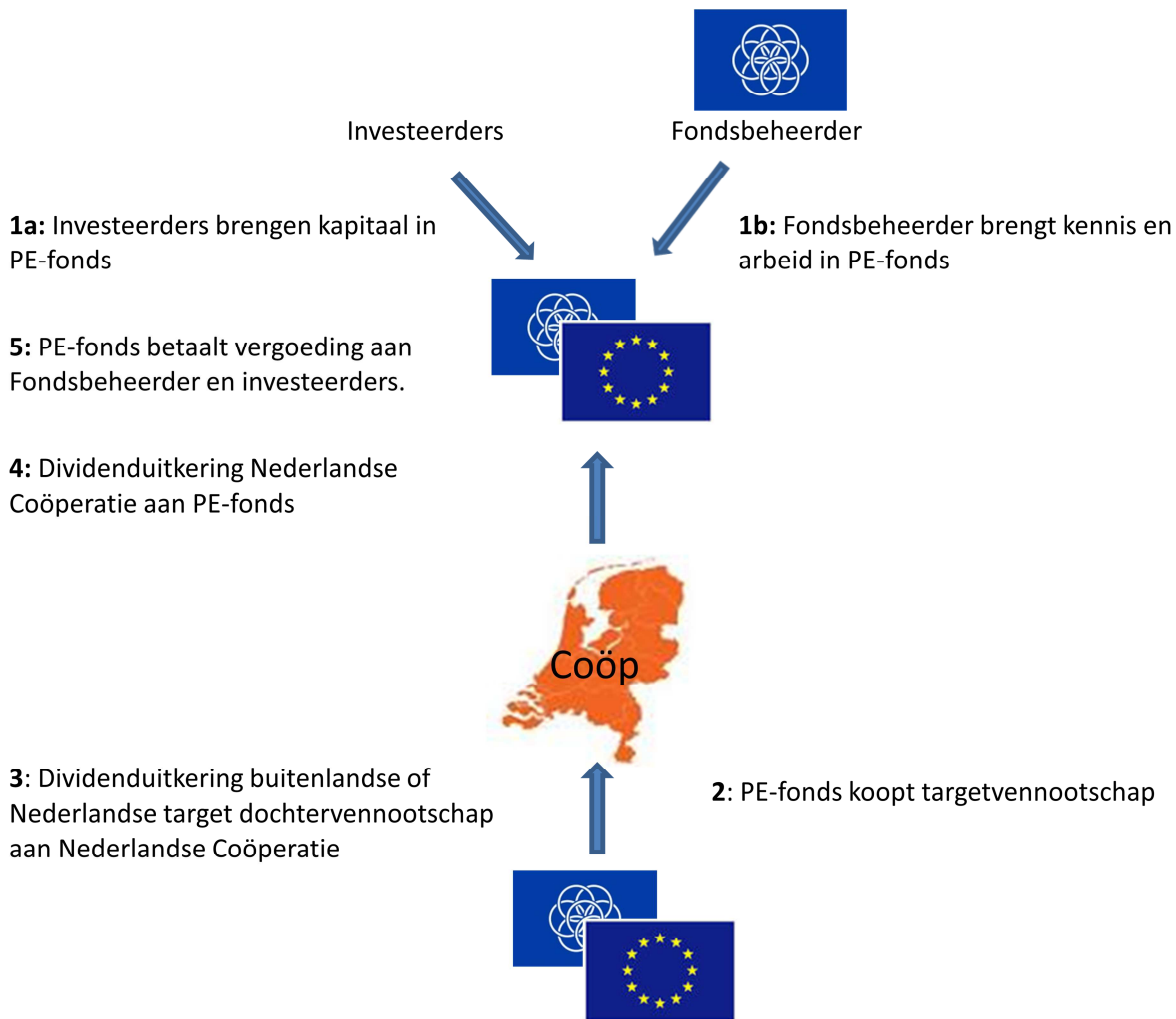 Investeerders
Fondsbeheerder
1a: Investeerders brengen kapitaal in
PE-fonds
1b: Fondsbeheerder brengt kennis en
arbeid in PE-fonds
5: PE-fonds betaalt vergoeding aan
Fondsbeheerder en investeerders.
4: Dividenduitkering Nederlandse
Coöperatie aan PE-fonds
Coöp
3: Dividenduitkering buitenlandse of
Nederlandse target dochtervennootschap
aan Nederlandse Coöperatie
2: PE-fonds koopt targetvennootschap